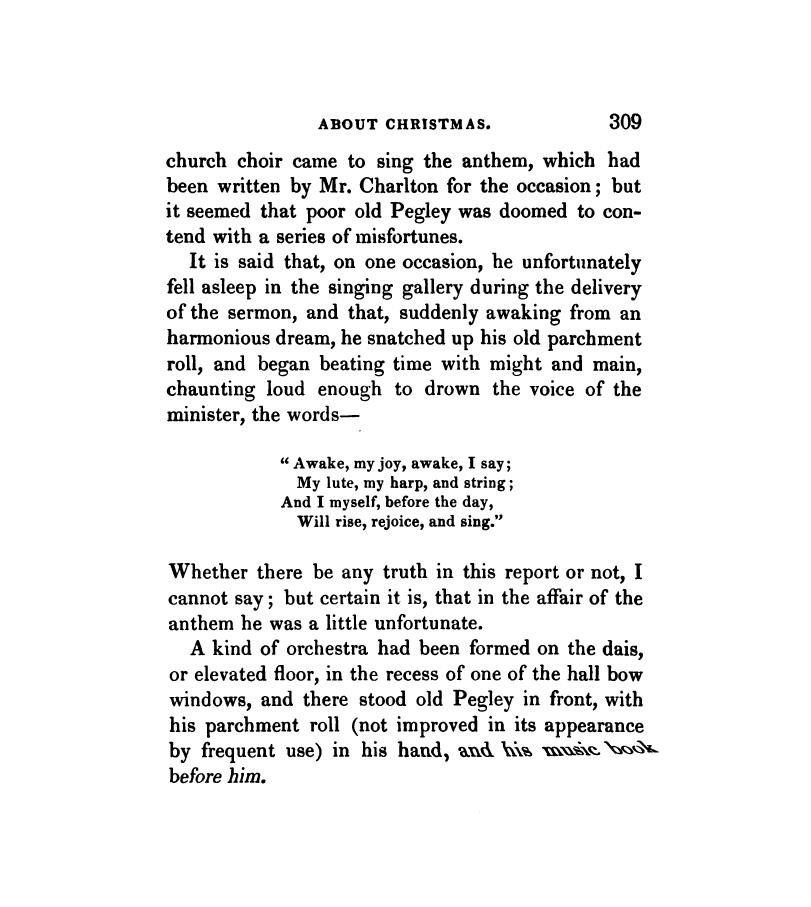 ABOUT CHRISTMAS. 309
church choir came to sing the anthem, which had
been written by Mr. Charlton for the occasion; but
it seemed that poor old Pegley was doomed to con-
tend with a series of misfortunes.
It is said that, on one occasion, he unfortunately
fell asleep in the singing gallery during the delivery
of the sermon, and that, suddenly awaking from an
harmonious dream, he snatched up his old parchment
roll, and began beating time with might and main,
chaunting loud enough to drown the voice of the
minister, the words—
“Awake, my joy, awake, I say;
My lute, my harp, and string;
And I myself, before the day,
Will rise, rejoice, and sing.”
Whether there be any truth in this report or not, I
cannot say; but certain it is, that in the affair of the
anthem he was a little unfortunate.
A kind of orchestra had been formed on the dais,
or elevated floor, in the recess of one of the hall bow
windows, and there stood old Pegley in front, with
his parchment roll (not improved in its appearance
by frequent use) in his hand, and his music book
before him.